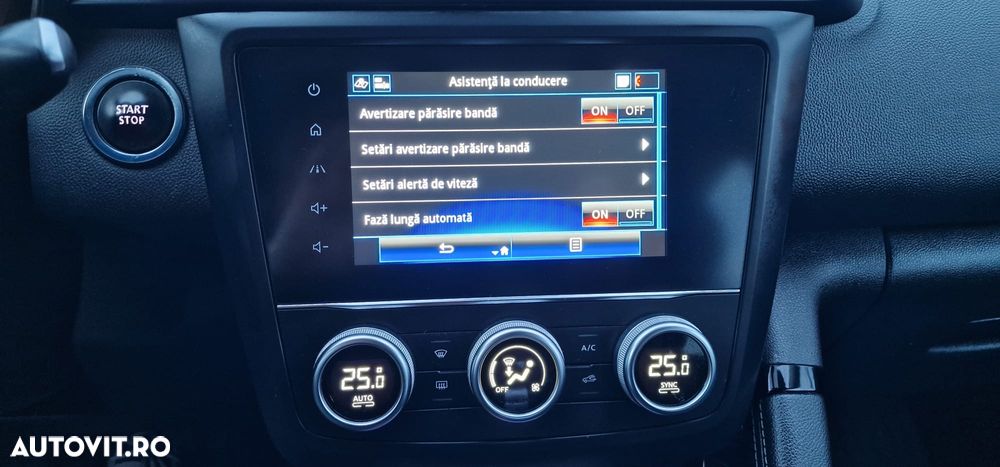 Asistență la conducere
START
STOP
Avertizare părăsire bandă ON OFF
Setări avertizare părăsire bandă
Setări alertă de viteză
Fază lungă automată ON OFF
A/C
25.0
AUTO
OFF
25.0
SYNC
AUTOVIT.RO